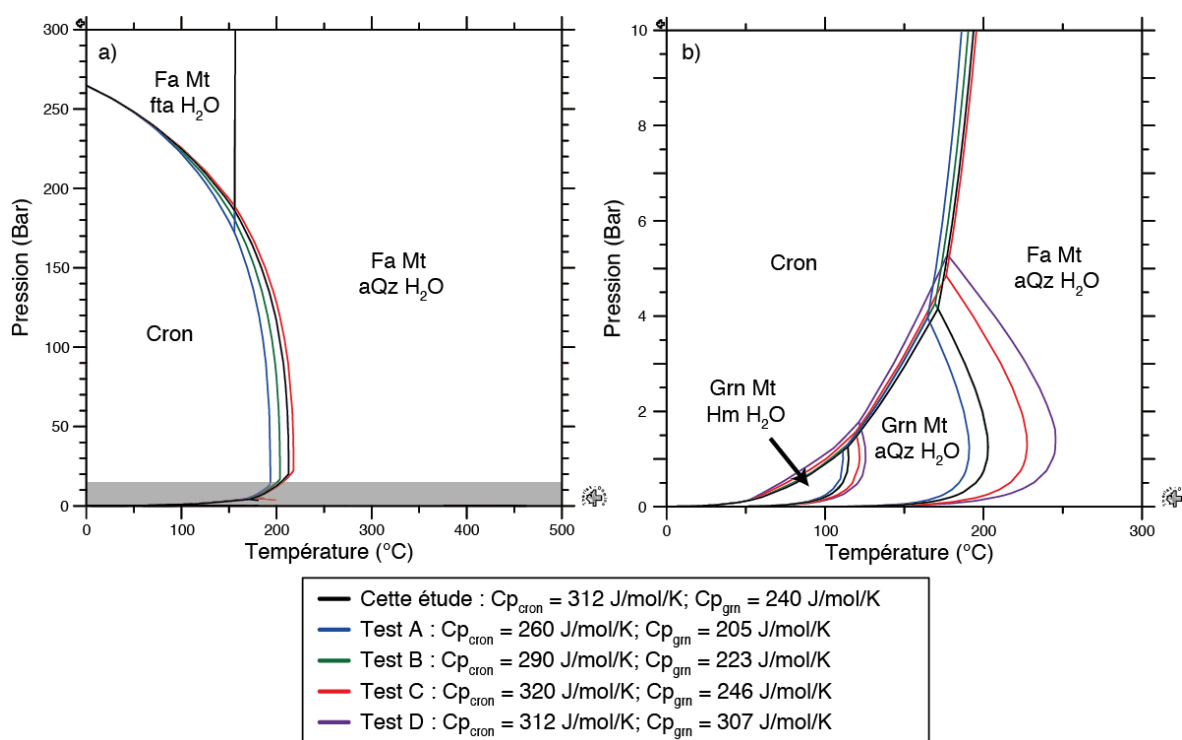 a)
300
250
200
150
100
50
0
Pression (Bar)
Fa Mt
fta H2O
Cron
Fa Mt
aQz H2O
0 100 200 300 400 500
Température (°C)
b)
10
8
6
4
2
0
Pression (Bar)
Cron
Fa Mt
aQz H2O
Grn Mt
Hm H2O
Grn Mt
aQz H2O
0 100 200 300
Température (°C)
Cette étude : Cpcron = 312 J/mol/K; Cpgrn = 240 J/mol/K
Test A : Cpcron = 260 J/mol/K; Cpgrn = 205 J/mol/K
Test B : Cpcron = 290 J/mol/K; Cpgrn = 223 J/mol/K
Test C : Cpcron = 320 J/mol/K; Cpgrn = 246 J/mol/K
Test D : Cpcron = 312 J/mol/K; Cpgrn = 307 J/mol/K